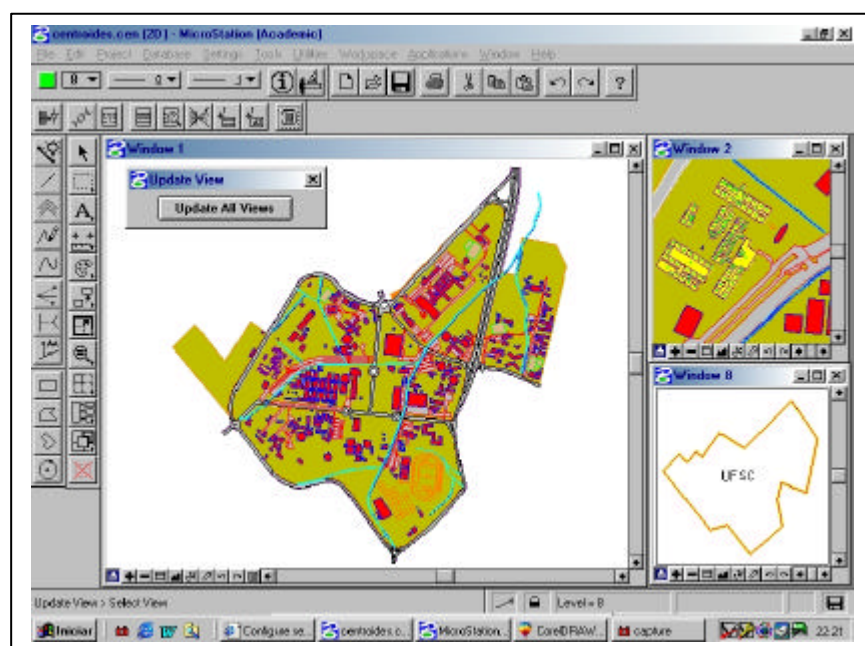 centroides.cen (2D) - MicroStation (Academic)
File Edit Project Database Settings Tools Utilities Workspace Applications Window Help
Window 1
Update View
Update All Views
Window 2
Window 8
UFSC
Update View > Select View
Level=8
Iniciar
Configure se...
centroides.c...
MicroStation...
CorelDRAW...
capture
22:21